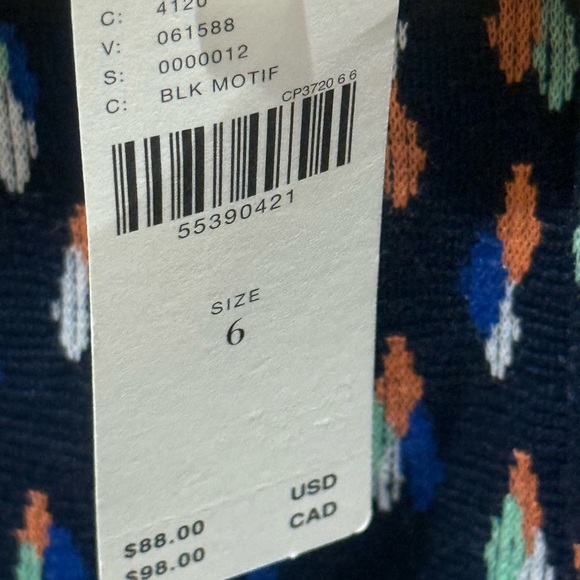 C: 4120
V: 061588
S: 0000012
C: BLK MOTIF
CP3720 6 6
55390421
SIZE
6
$88.00 USD
$98.00 CAD